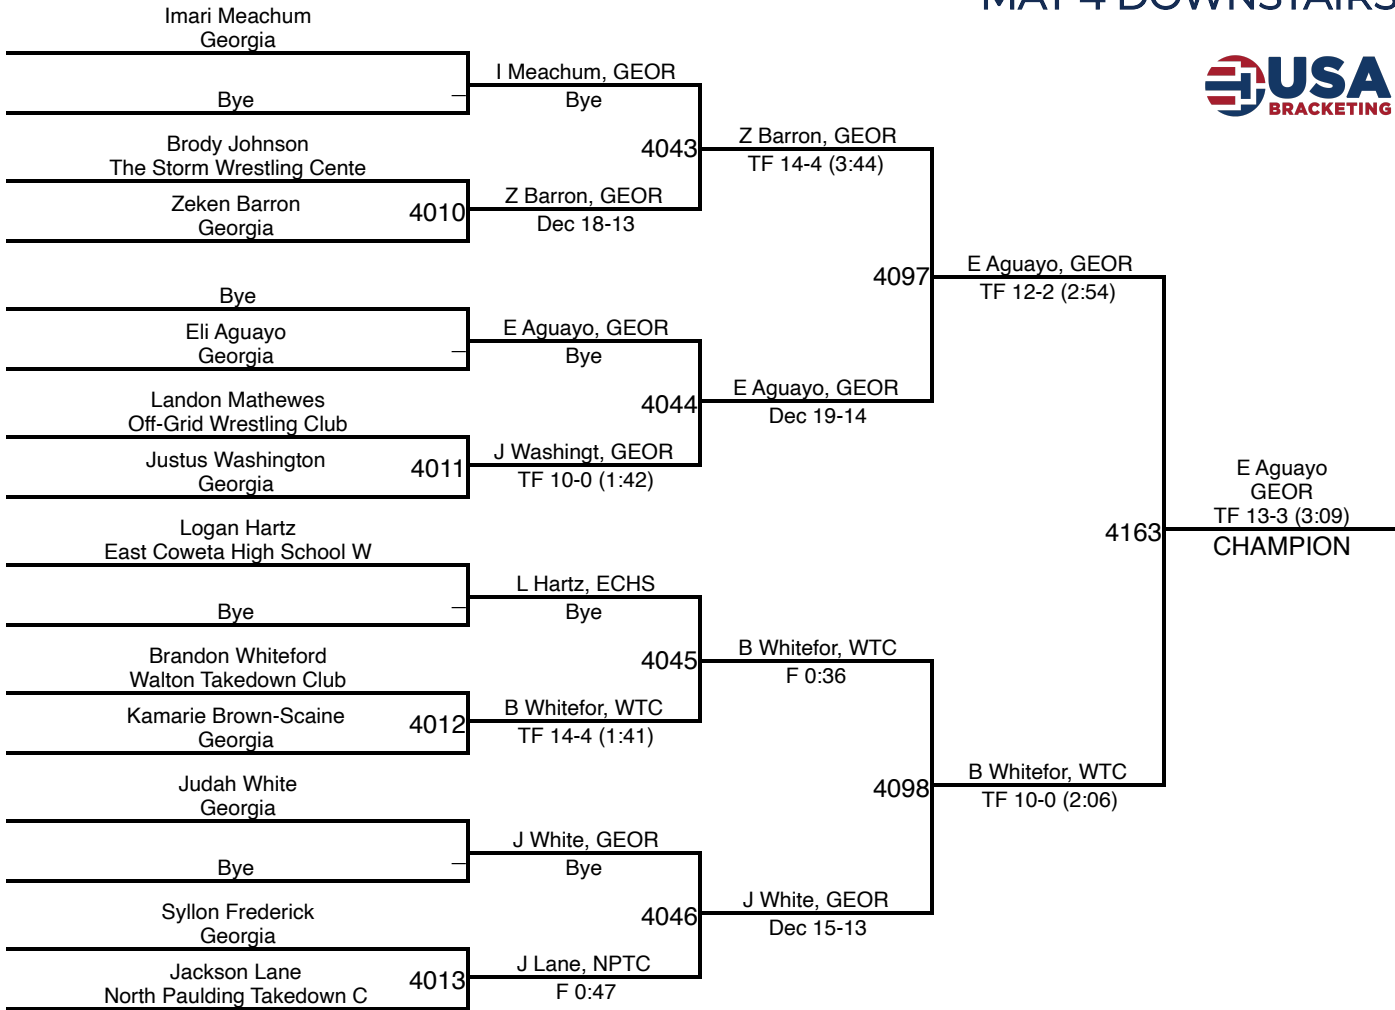 MAT 4 DOWNSTAIRS
USA
BRACKETING
Imari Meachum
Georgia
Bye
I Meachum, GEOR
Bye
Brody Johnson
The Storm Wrestling Cente
Zeken Barron
Georgia
4010
Z Barron, GEOR
Dec 18-13
4043
Z Barron, GEOR
TF 14-4 (3:44)
Bye
Eli Aguayo
Georgia
E Aguayo, GEOR
Bye
Landon Mathewes
Off-Grid Wrestling Club
Justus Washington
Georgia
4011
J Washingt, GEOR
TF 10-0 (1:42)
4044
E Aguayo, GEOR
Dec 19-14
4097
E Aguayo, GEOR
TF 12-2 (2:54)
Logan Hartz
East Coweta High School W
Bye
L Hartz, ECHS
Bye
Brandon Whiteford
Walton Takedown Club
Kamarie Brown-Scaine
Georgia
4012
B Whitefor, WTC
TF 14-4 (1:41)
4045
B Whitefor, WTC
F 0:36
Judah White
Georgia
Bye
J White, GEOR
Bye
Syllon Frederick
Georgia
Jackson Lane
North Paulding Takedown C
4013
J Lane, NPTC
F 0:47
4046
J White, GEOR
Dec 15-13
4098
B Whitefor, WTC
TF 10-0 (2:06)
4163
E Aguayo
GEOR
TF 13-3 (3:09)
CHAMPION